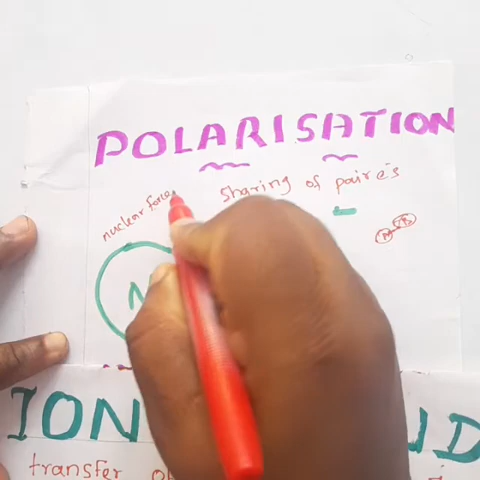 POLARISATION
sharing of paire's
nuclear force
N
ION
transfer